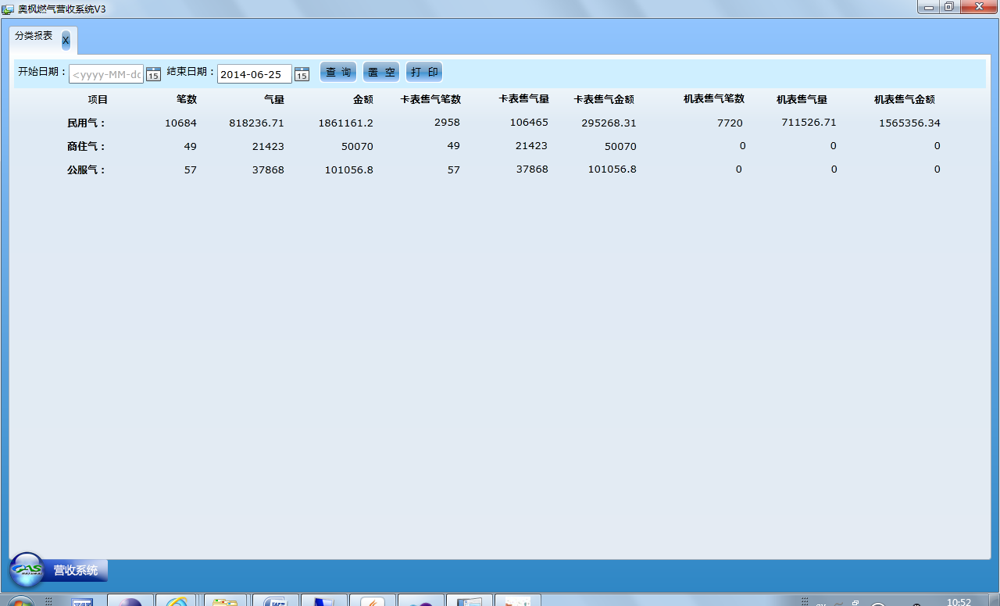 奥枫燃气营收系统V3
分类报表 X
开始日期： <yyyy-MM-dd 15 结束日期： 2014-06-25 15 查 询 置 空 打 印
项目 笔数 气量 金额 卡表售气笔数 卡表售气量 卡表售气金额 机表售气笔数 机表售气量 机表售气金额
民用气： 10684 818236.71 1861161.2 2958 106465 295268.31 7720 711526.71 1565356.34
商住气： 49 21423 50070 49 21423 50070 0 0 0
公服气： 57 37868 101056.8 57 37868 101056.8 0 0 0
GAS 营收系统
10:52